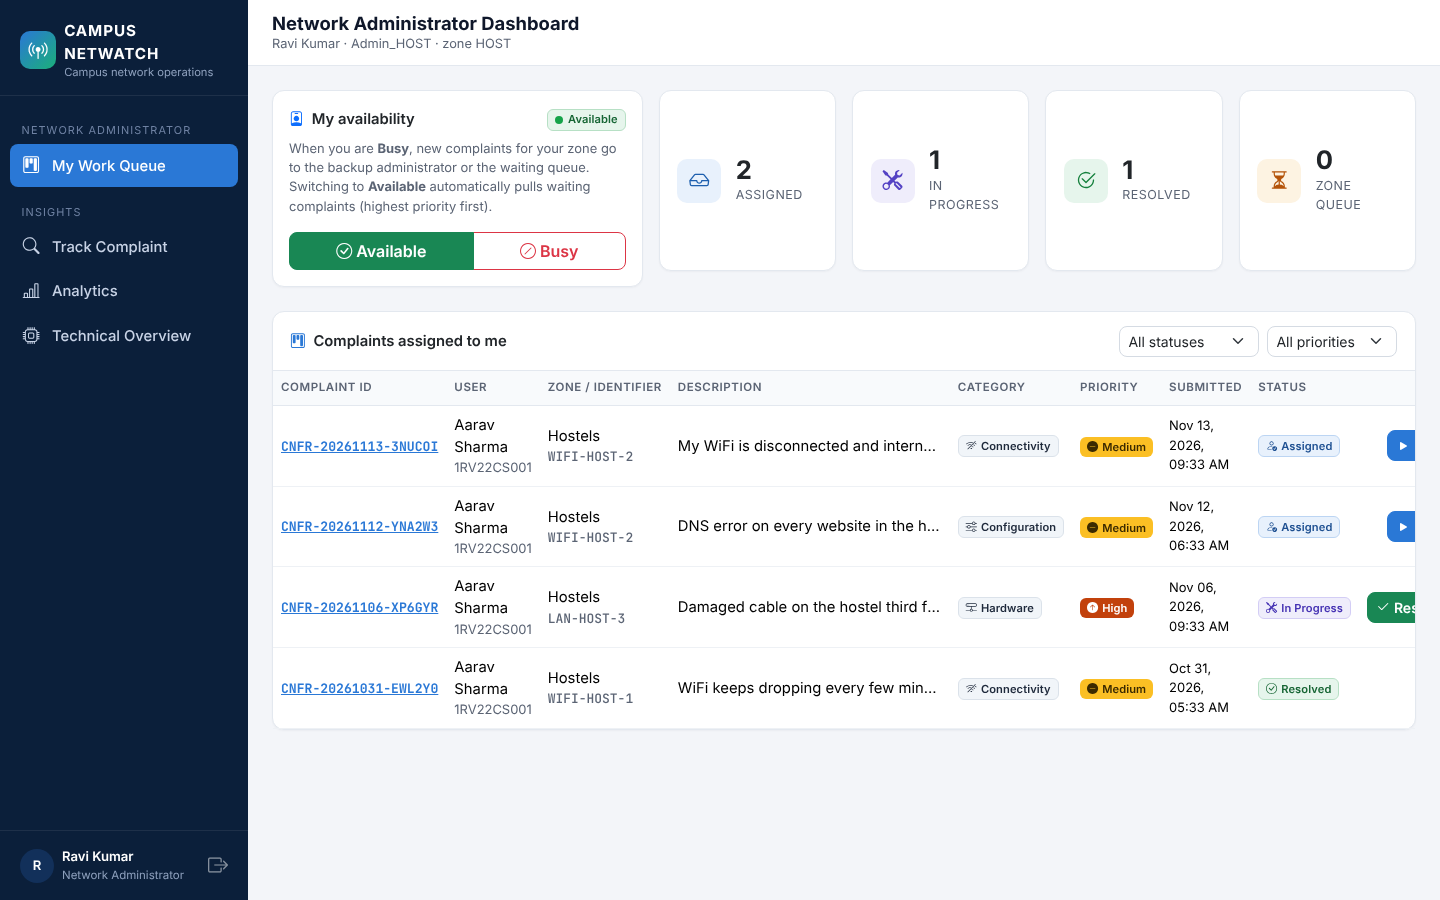 CAMPUS
NETWATCH
Campus network operations
NETWORK ADMINISTRATOR
My Work Queue
INSIGHTS
Track Complaint
Analytics
Technical Overview
R
Ravi Kumar
Network Administrator
Network Administrator Dashboard
Ravi Kumar · Admin_HOST · zone HOST
My availability
Available
When you are Busy, new complaints for your zone go
to the backup administrator or the waiting queue.
Switching to Available automatically pulls waiting
complaints (highest priority first).
Available
Busy
2
ASSIGNED
1
IN
PROGRESS
1
RESOLVED
0
ZONE
QUEUE
Complaints assigned to me
All statuses
All priorities
COMPLAINT ID USER ZONE / IDENTIFIER DESCRIPTION CATEGORY PRIORITY SUBMITTED STATUS
CNFR-20261113-3NUCOI
Aarav
Sharma
1RV22CS001
Hostels
WIFI-HOST-2
My WiFi is disconnected and intern...
Connectivity
Medium
Nov 13,
2026,
09:33 AM
Assigned
CNFR-20261112-YNA2W3
Aarav
Sharma
1RV22CS001
Hostels
WIFI-HOST-2
DNS error on every website in the h...
Configuration
Medium
Nov 12,
2026,
06:33 AM
Assigned
CNFR-20261106-XP6GYR
Aarav
Sharma
1RV22CS001
Hostels
LAN-HOST-3
Damaged cable on the hostel third f...
Hardware
High
Nov 06,
2026,
09:33 AM
In Progress
Res
CNFR-20261031-EWL2Y0
Aarav
Sharma
1RV22CS001
Hostels
WIFI-HOST-1
WiFi keeps dropping every few min...
Connectivity
Medium
Oct 31,
2026,
05:33 AM
Resolved